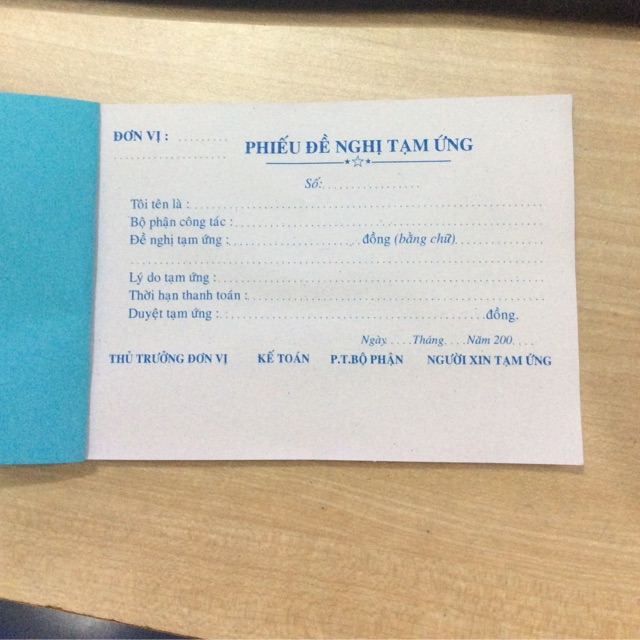 ĐƠN VỊ : ..........
....................
PHIẾU ĐỀ NGHỊ TẠM ỨNG
Số:..................
Tôi tên là :..................................................
Bộ phận công tác :..................................................
Đề nghị tạm ứng :.......................... đồng (bằng chữ)..................
..................................................
Lý do tạm ứng :..................................................
Thời hạn thanh toán :..................................................
Duyệt tạm ứng :.................................................. đồng.
Ngày....Tháng....Năm 200....
THỦ TRƯỞNG ĐƠN VỊ KẾ TOÁN P.T.BỘ PHẬN NGƯỜI XIN TẠM ỨNG